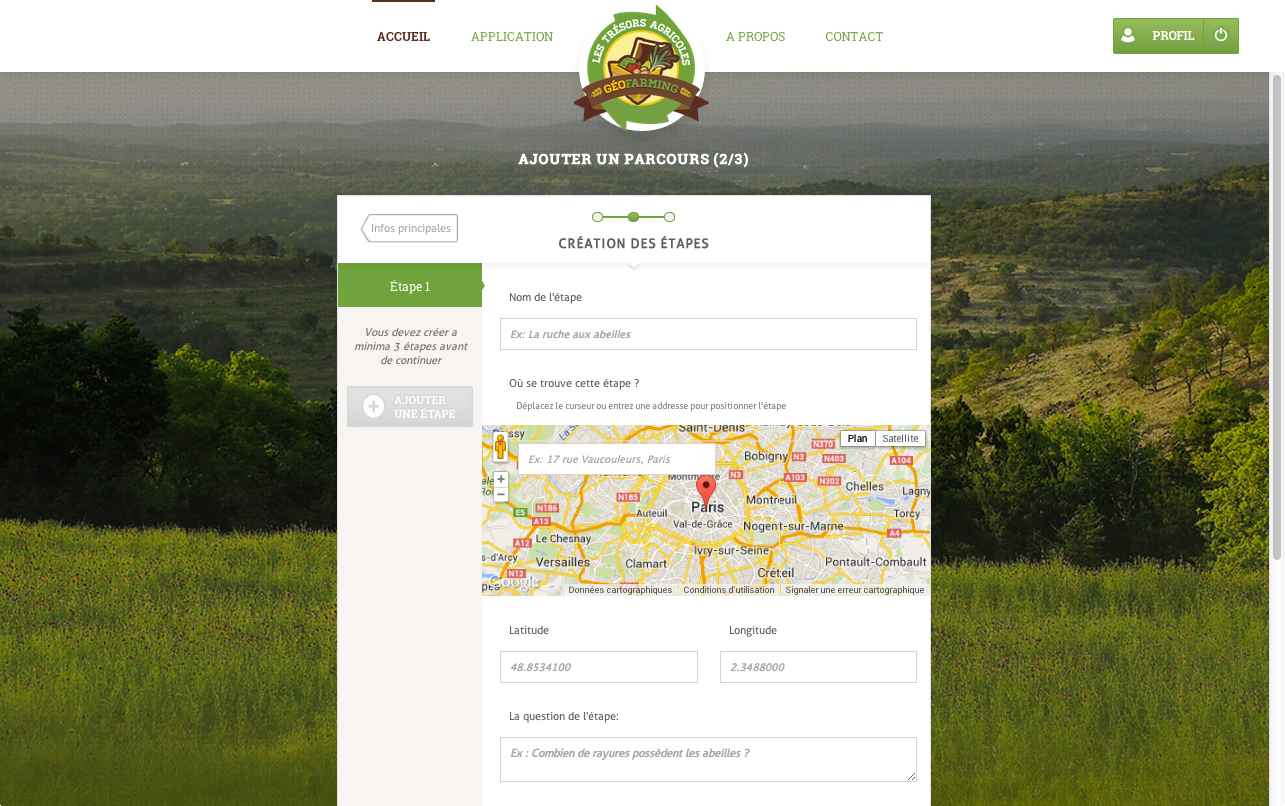 ACCUEIL
APPLICATION
A PROPOS
CONTACT
PROFIL
LES TRÉSORS AGRICOLES
GÉOFARMING
AJOUTER UN PARCOURS (2/3)
Infos principales
CRÉATION DES ÉTAPES
Étape 1
Vous devez créer a
minima 3 étapes avant
de continuer
AJOUTER
UNE ÉTAPE
Nom de l'étape
Ex: La ruche aux abeilles
Où se trouve cette étape ?
Déplacez le curseur ou entrez une addresse pour positionner l'étape
Saint-Denis
Plan
Satellite
N370
Ex: 17 rue Vaucouleurs, Paris
Bobigny
N3
N403
A104
N3
A103
N302
Chelles
Lagny
N185
Montreuil
Paris
N186
E5
Auteuil
Torcy
A13
Val-de-Grâce
Nogent-sur-Marne
A4
A12
Le Chesnay
Ivry-sur-Seine
s-d'Arcy
Versailles
Clamart
Créteil
Pontault-Combault
N12
Google
Données cartographiques
Conditions d'utilisation
Signaler une erreur cartographique
Latitude
Longitude
48.8534100
2.3488000
La question de l'étape:
Ex : Combien de rayures possèdent les abeilles ?